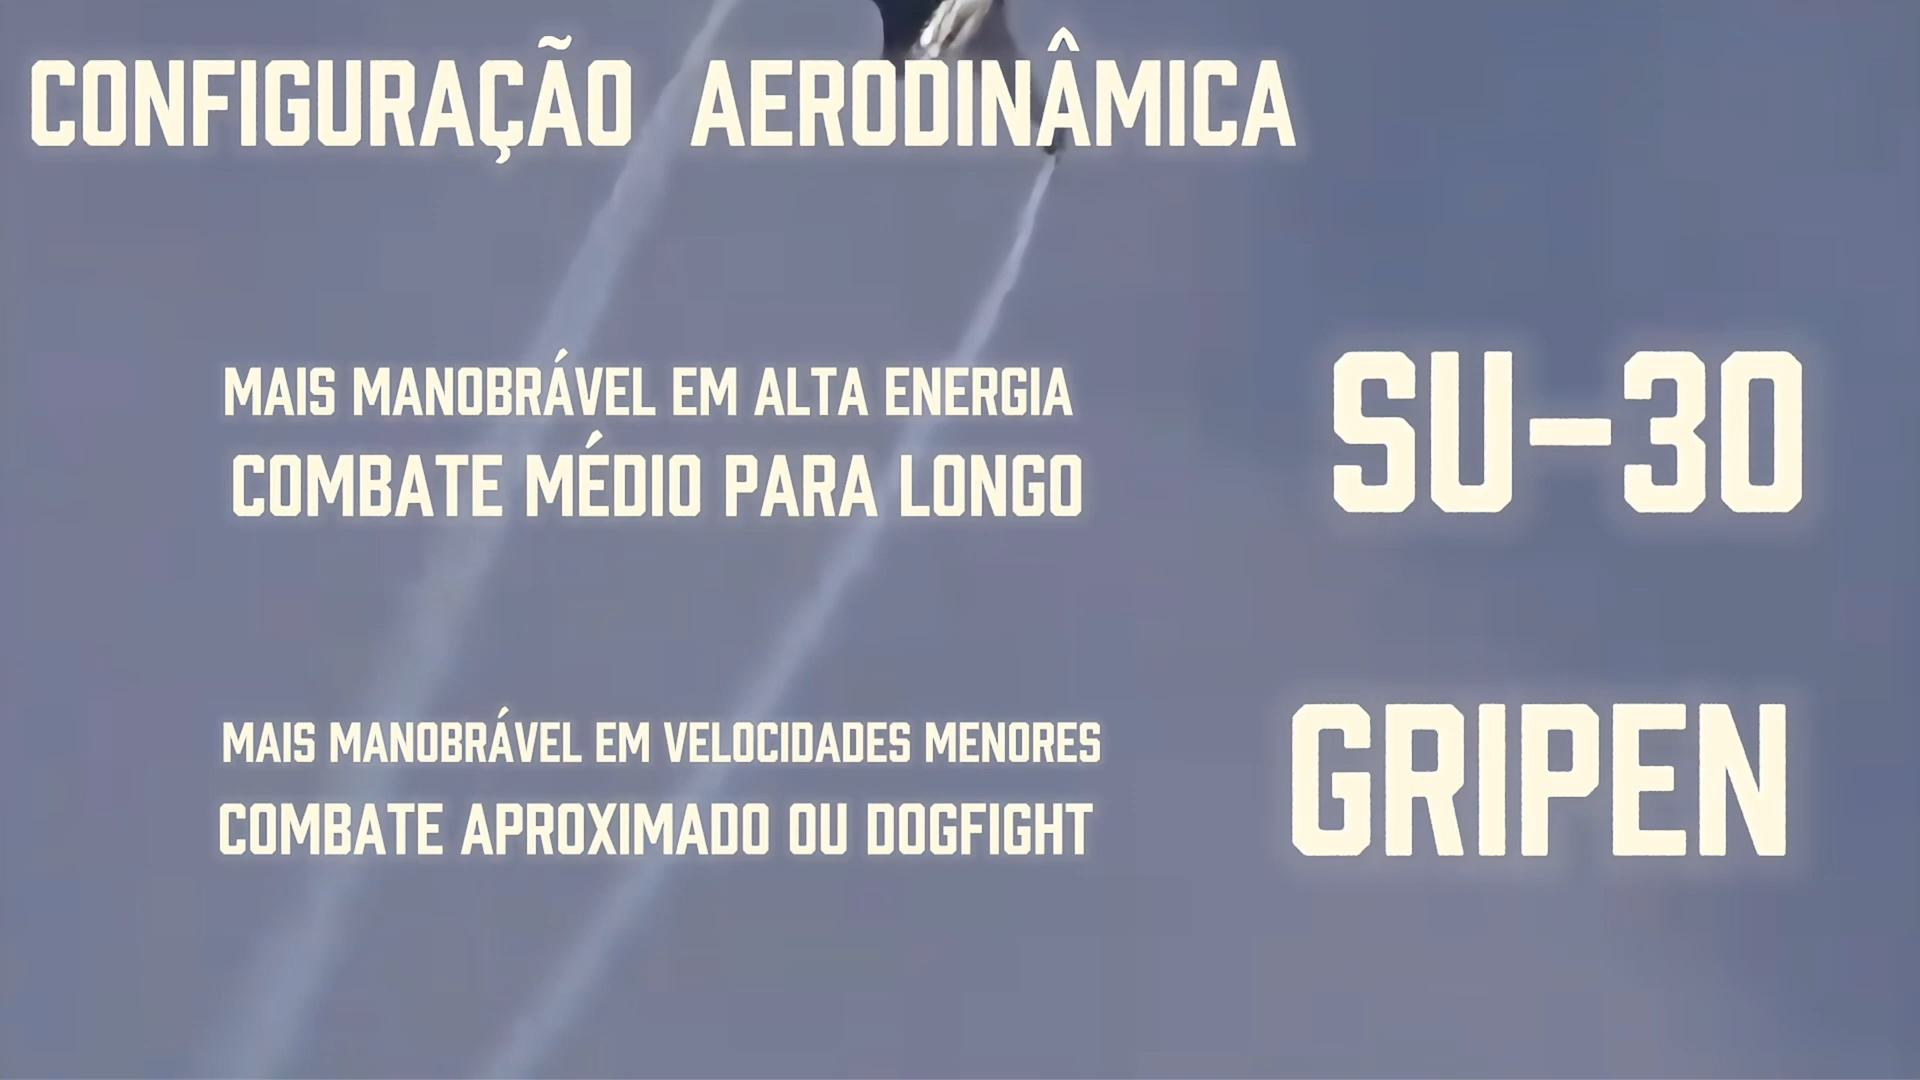 CONFIGURAÇÃO AERODINÂMICA
MAIS MANOBRÁVEL EM ALTA ENERGIA
COMBATE MÉDIO PARA LONGO
SU-30
MAIS MANOBRÁVEL EM VELOCIDADES MENORES
COMBATE APROXIMADO OU DOGFIGHT
GRIPEN